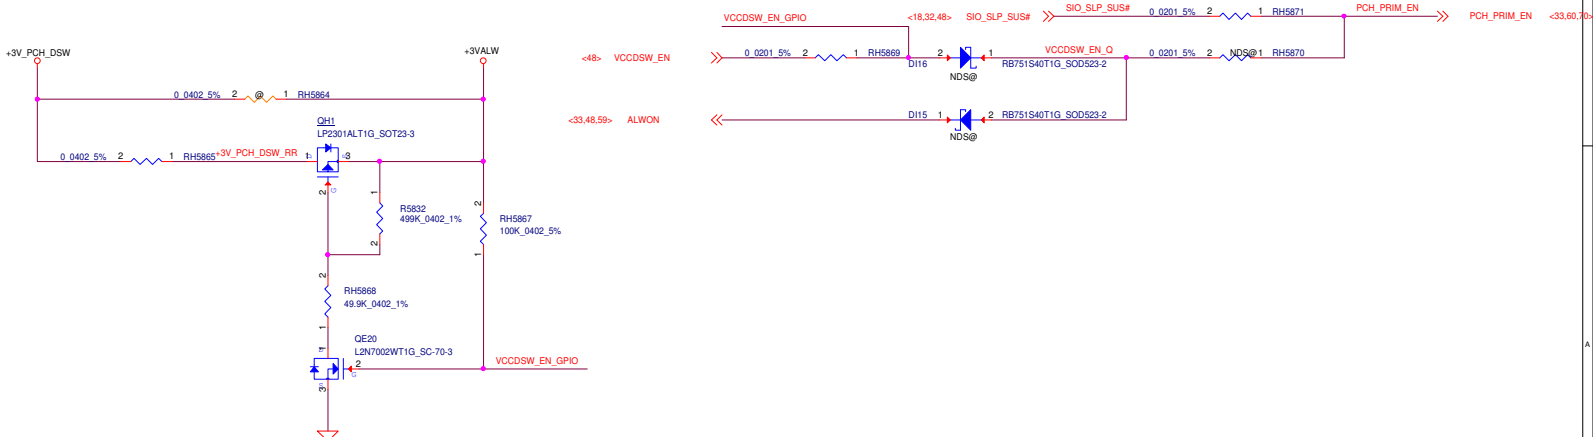 VCCDSW_EN_GPIO
<18,32,48> SIO_SLP_SUS#
SIO_SLP_SUS#
0_0201_5% 2 1 RH5871
PCH_PRIM_EN
PCH_PRIM_EN <33,60,70>
+3V_PCH_DSW
+3VALW
<48> VCCDSW_EN
0_0201_5% 2 1 RH5869
DI16 2 1 RB751S40T1G_SOD523-2
NDS@
VCCDSW_EN_Q
0_0201_5% 2 NDS@ 1 RH5870
0_0402_5% 2 @ 1 RH5864
<33,48,59> ALWON
DI15 1 2 RB751S40T1G_SOD523-2
NDS@
QH1
LP2301ALT1G_SOT23-3
0_0402_5% 2 1 RH5865
+3V_PCH_DSW_RR
1 3
2
G
1
R5832
499K_0402_1%
2
2
RH5867
100K_0402_5%
1
2
RH5868
49.9K_0402_1%
1
QE20
L2N7002WT1G_SC-70-3
1
2
3
VCCDSW_EN_GPIO
A